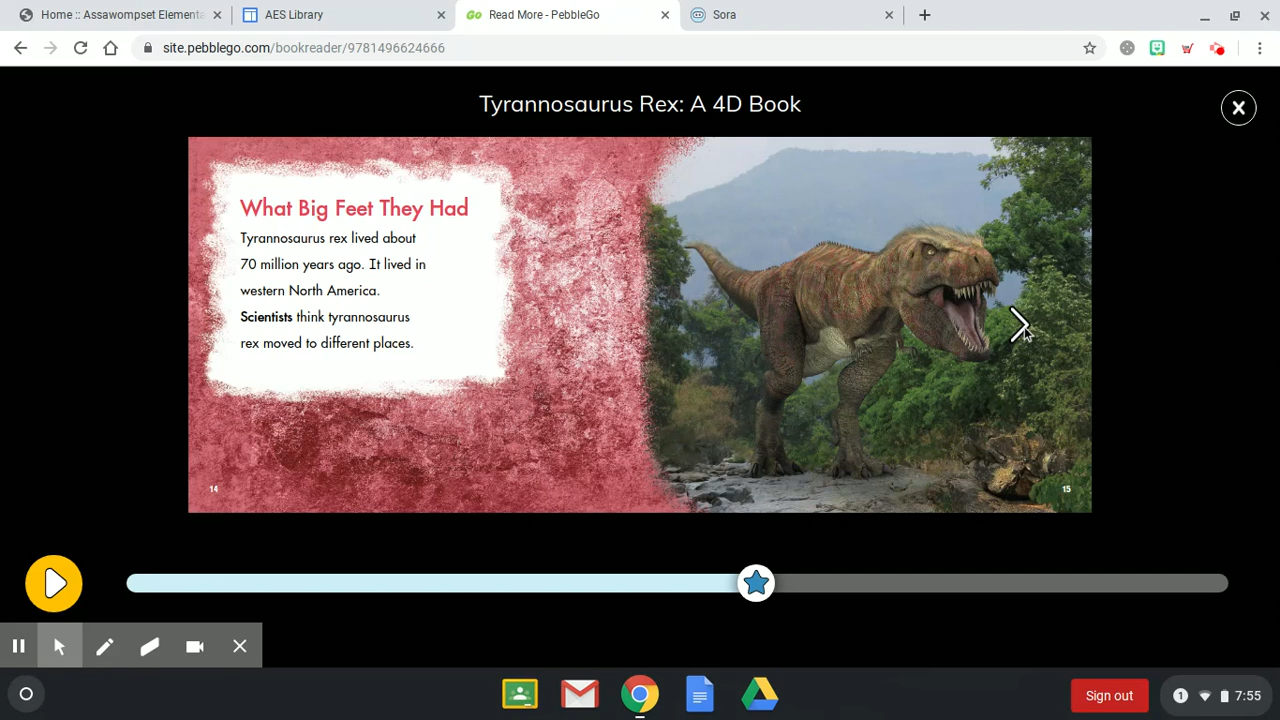 Home :: Assawompset Elementa
AES Library
Read More - PebbleGo
Sora
site.pebblego.com/bookreader/9781496624666
Tyrannosaurus Rex: A 4D Book
What Big Feet They Had
Tyrannosaurus rex lived about
70 million years ago. It lived in
western North America.
Scientists think tyrannosaurus
rex moved to different places.
14
15
Sign out
1
7:55